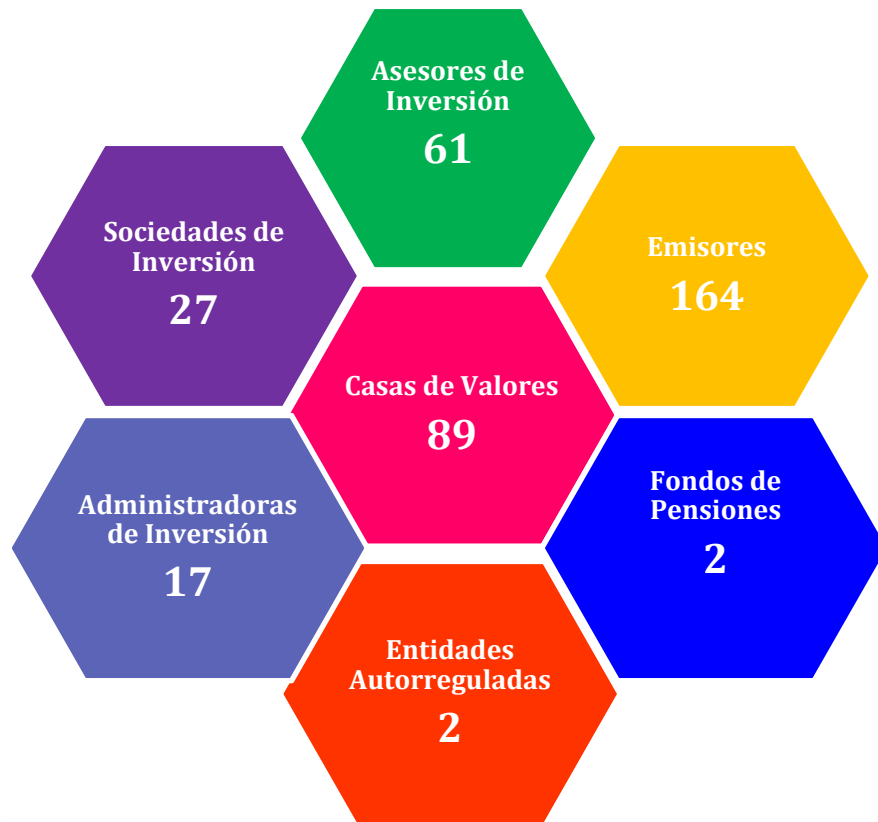 Asesores de
Inversión
61
Sociedades de
Inversión
27
Emisores
164
Casas de Valores
89
Administradoras
de Inversión
17
Fondos de
Pensiones
2
Entidades
Autorreguladas
2